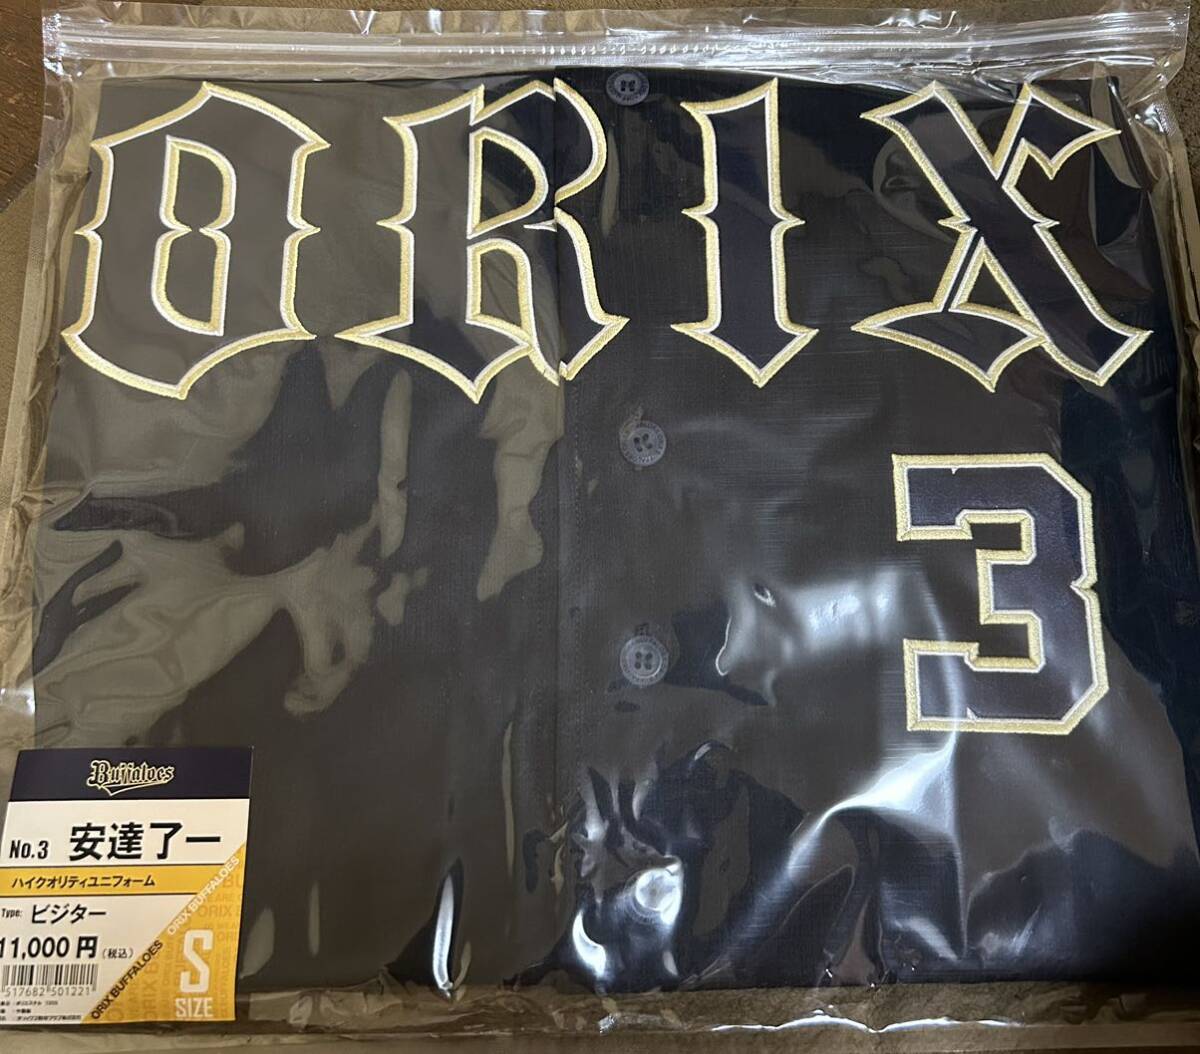 ORIX
3
Buffaloes
No.3 安達了一
ハイクオリティユニフォーム
Type: ビジター
11,000円(税込)
517682 501221
S
SIZE
ORIX BUFFALOES
ORIX BUFFALOES